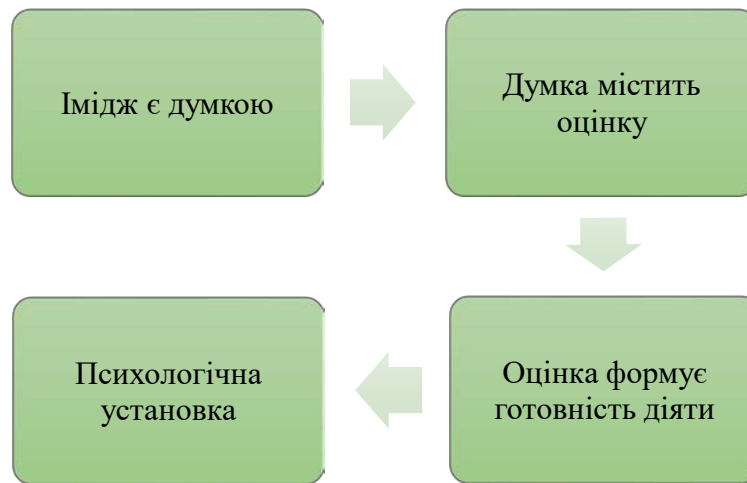 Імідж є думкою
Думка містить
оцінку
Оцінка формує
готовність діяти
Психологічна
установка